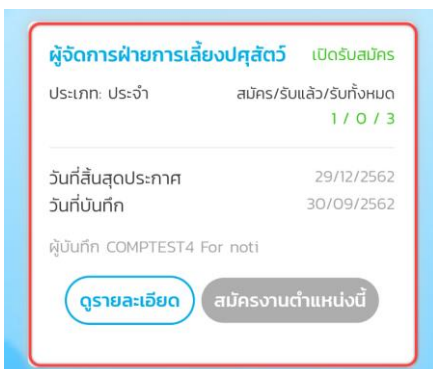 ผู้จัดการฝ่ายการเลี้ยงปศุสัตว์ เปิดรับสมัคร
ประเภท: ประจำ สมัคร/รับแล้ว/รับทั้งหมด
1 / 0 / 3
วันที่สิ้นสุดประกาศ 29/12/2562
วันที่บันทึก 30/09/2562
ผู้บันทึก COMPTEST4 For noti
ดูรายละเอียด สมัครงานตำแหน่งนี้